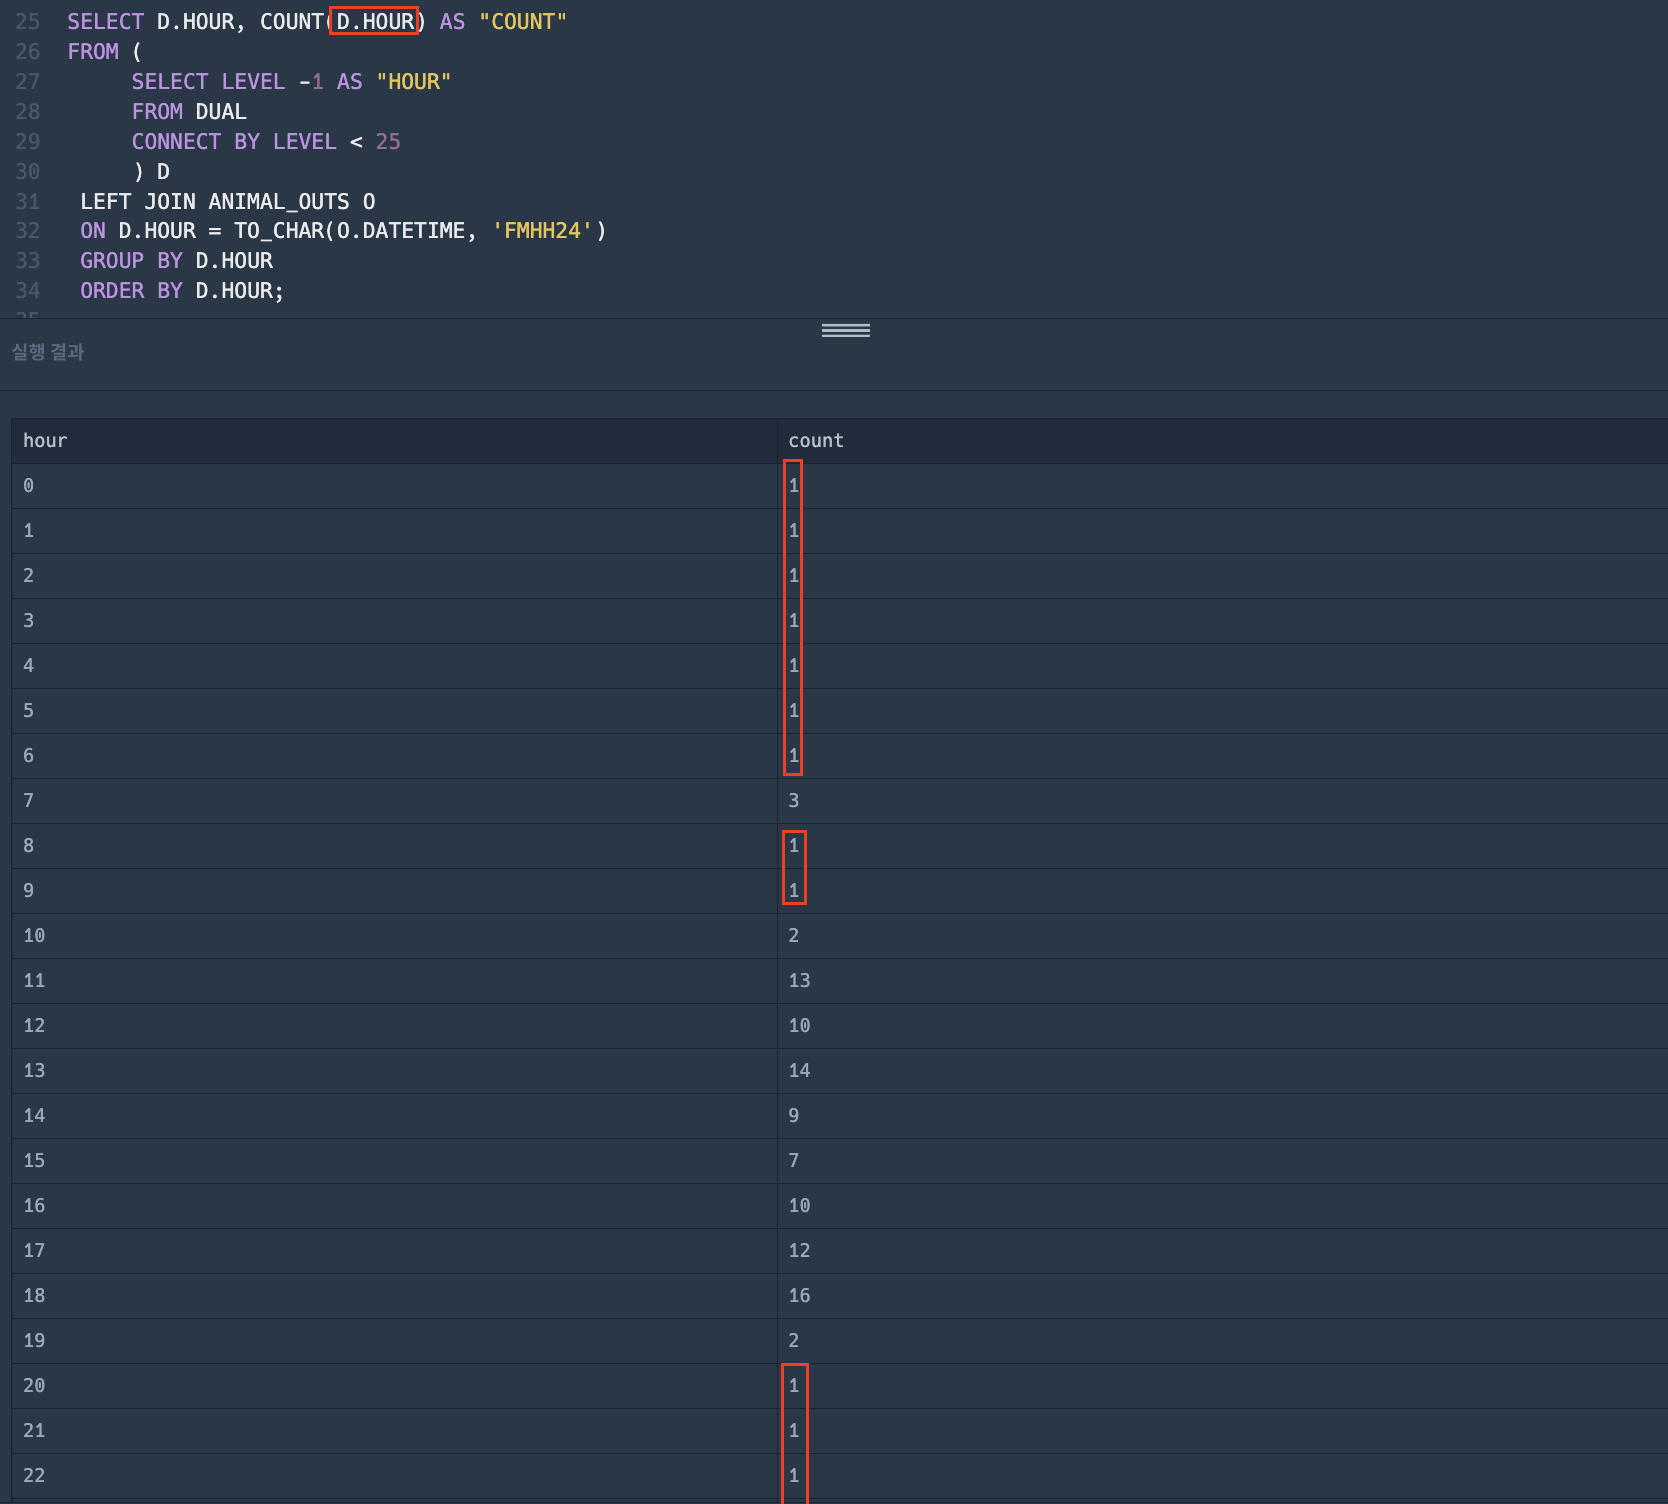 25 SELECT D.HOUR, COUNT(D.HOUR) AS "COUNT"
26 FROM (
27 SELECT LEVEL -1 AS "HOUR"
28 FROM DUAL
29 CONNECT BY LEVEL < 25
30 ) D
31 LEFT JOIN ANIMAL_OUTS O
32 ON D.HOUR = TO_CHAR(O.DATETIME, 'FMHH24')
33 GROUP BY D.HOUR
34 ORDER BY D.HOUR;
실행 결과
hour count
0 1
1 1
2 1
3 1
4 1
5 1
6 1
7 3
8 1
9 1
10 2
11 13
12 10
13 14
14 9
15 7
16 10
17 12
18 16
19 2
20 1
21 1
22 1